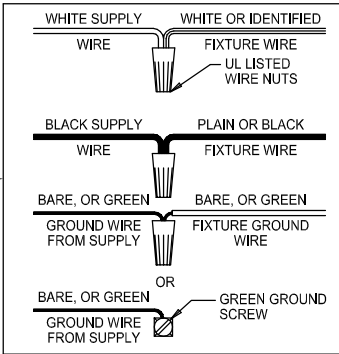 WHITE SUPPLY WHITE OR IDENTIFIED
WIRE FIXTURE WIRE
UL LISTED
WIRE NUTS
BLACK SUPPLY PLAIN OR BLACK
WIRE FIXTURE WIRE
BARE, OR GREEN BARE, OR GREEN
GROUND WIRE FIXTURE GROUND
FROM SUPPLY WIRE
OR
BARE, OR GREEN GREEN GROUND
SCREW
GROUND WIRE
FROM SUPPLY